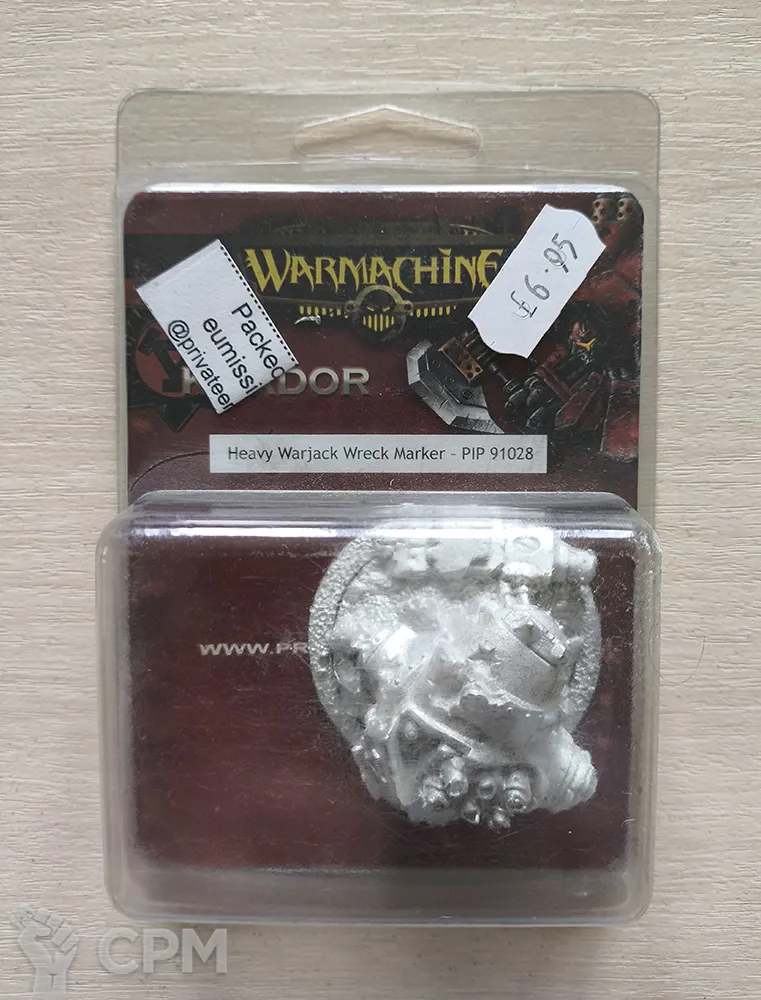 WARMACHINE
£6.95
Packed
eumissi
@privateer
KHADOR
Heavy Warjack Wreck Marker - PIP 91028
WWW.PR
CPM